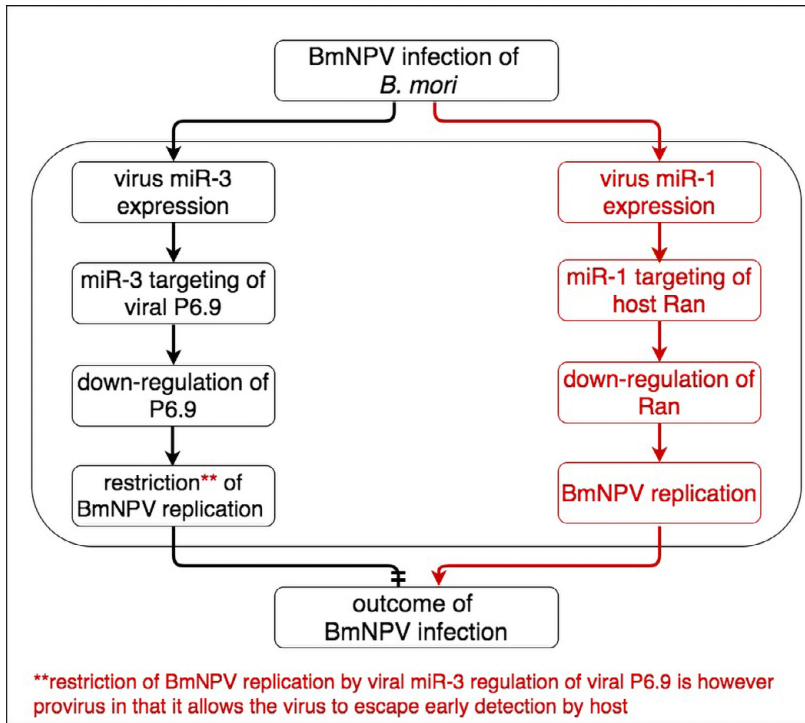 BmNPV infection of
B. mori
virus miR-3
expression
miR-3 targeting of
viral P6.9
down-regulation of
P6.9
restriction** of
BmNPV replication
virus miR-1
expression
miR-1 targeting of
host Ran
down-regulation of
Ran
BmNPV replication
outcome of
BmNPV infection
**restriction of BmNPV replication by viral miR-3 regulation of viral P6.9 is however
provirus in that it allows the virus to escape early detection by host